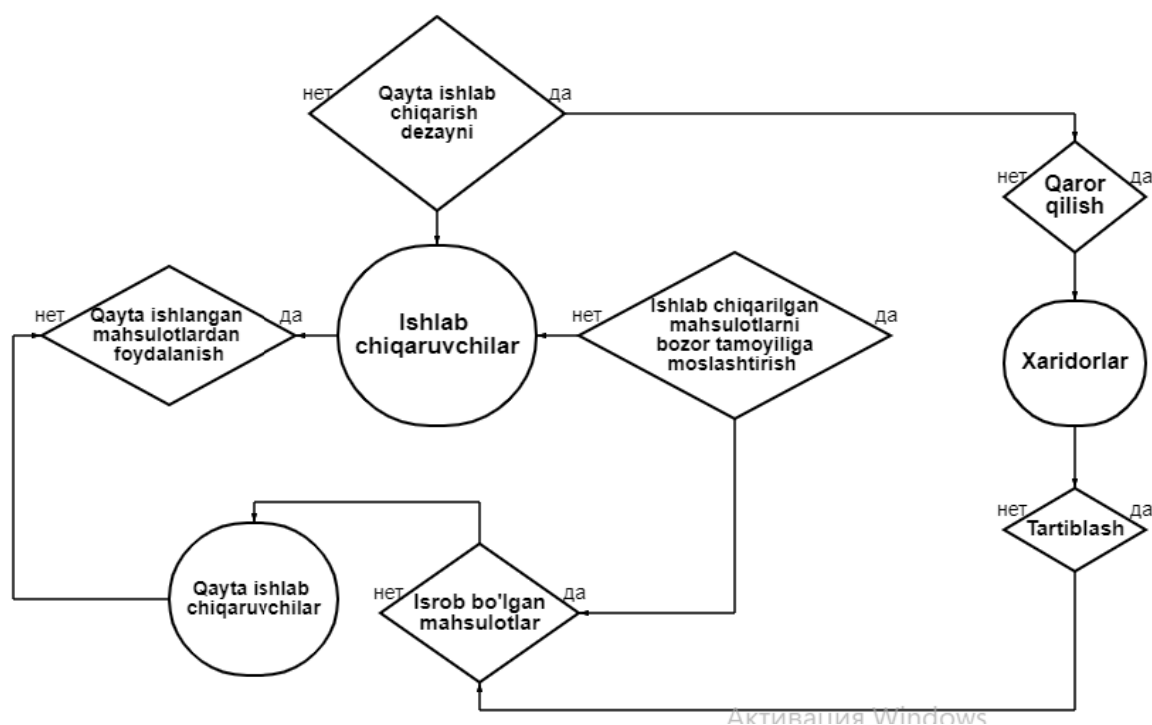 нет
Qayta ishlab
chiqarish
dezayni
да
нет
Qaror
qilish
да
нет
Qayta ishlangan
mahsulotlardan
foydalanish
да
Ishlab
chiqaruvchilar
нет
Ishlab chiqarilgan
mahsulotlarni
bozor tamoyiliga
moslashtirish
да
Xaridorlar
нет
Tartiblash
да
Qayta ishlab
chiqaruvchilar
нет
Isrob bo'lgan
mahsulotlar
да
Активация Windows